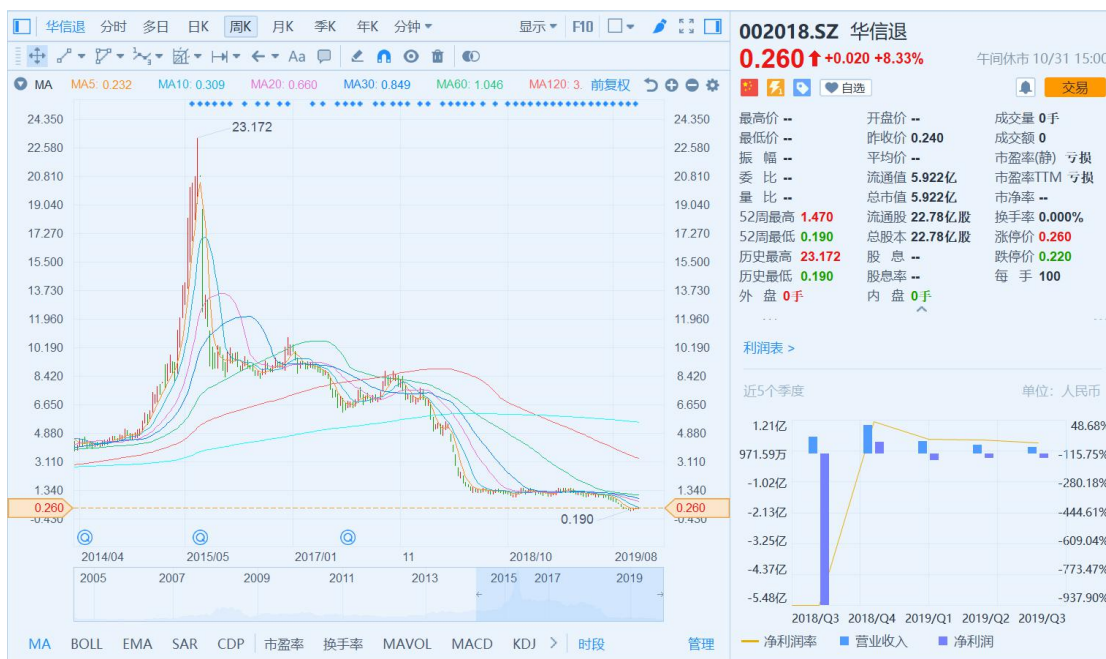 华信退 分时 多日 日K 周K 月K 季K 年K 分钟 显示 F10
Aa
MA MA5: 0.232 MA10: 0.309 MA20: 0.660 MA30: 0.849 MA60: 1.046 MA120: 3. 前复权
24.350 24.350
23.172
22.580 22.580
20.810 20.810
19.040 19.040
17.270 17.270
15.500 15.500
13.730 13.730
11.960 11.960
10.190 10.190
8.420 8.420
6.650 6.650
4.880 4.880
3.110 3.110
1.340 1.340
0.260 0.260
-0.430 -0.430
0.190
2014/04 2015/05 2017/01 11 2018/10 2019/08
2005 2007 2009 2011 2013 2015 2017 2019
MA BOLL EMA SAR CDP 市盈率 换手率 MAVOL MACD KDJ 时段 管理
002018.SZ 华信退
0.260 +0.020 +8.33% 午间休市 10/31 15:00
自选 交易
最高价 -- 开盘价 -- 成交量 0手
最低价 -- 昨收价 0.240 成交额 0
振 幅 -- 平均价 -- 市盈率(静) 亏损
委 比 -- 流通值 5.922亿 市盈率TTM 亏损
量 比 -- 总市值 5.922亿 市净率 --
52周最高 1.470 流通股 22.78亿股 换手率 0.000%
52周最低 0.190 总股本 22.78亿股 涨停价 0.260
历史最高 23.172 股 息 -- 跌停价 0.220
历史最低 0.190 股息率 -- 每 手 100
外 盘 0手 内 盘 0手
利润表 >
近5个季度 单位：人民币
1.21亿 48.68%
971.59万 -115.75%
-1.02亿 -280.18%
-2.13亿 -444.61%
-3.25亿 -609.04%
-4.37亿 -773.47%
-5.48亿 -937.90%
2018/Q3 2018/Q4 2019/Q1 2019/Q2 2019/Q3
净利润率 营业收入 净利润